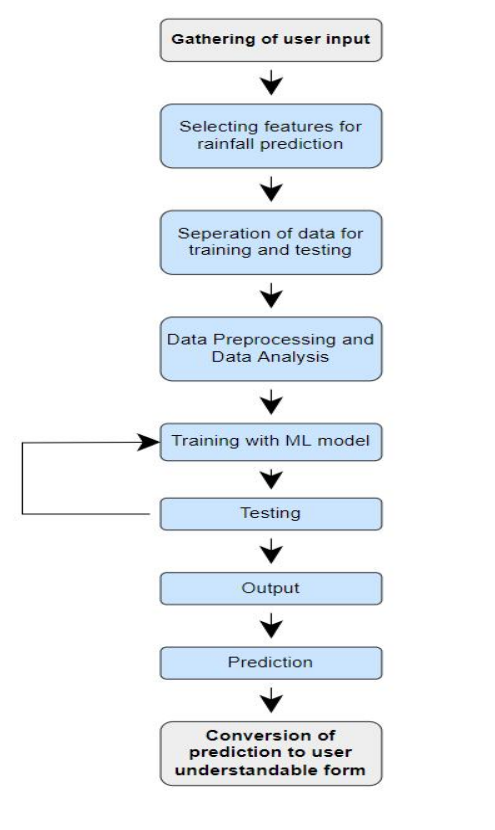 Gathering of user input
Selecting features for
rainfall prediction
Seperation of data for
training and testing
Data Preprocessing and
Data Analysis
Training with ML model
Testing
Output
Prediction
Conversion of
prediction to user
understandable form